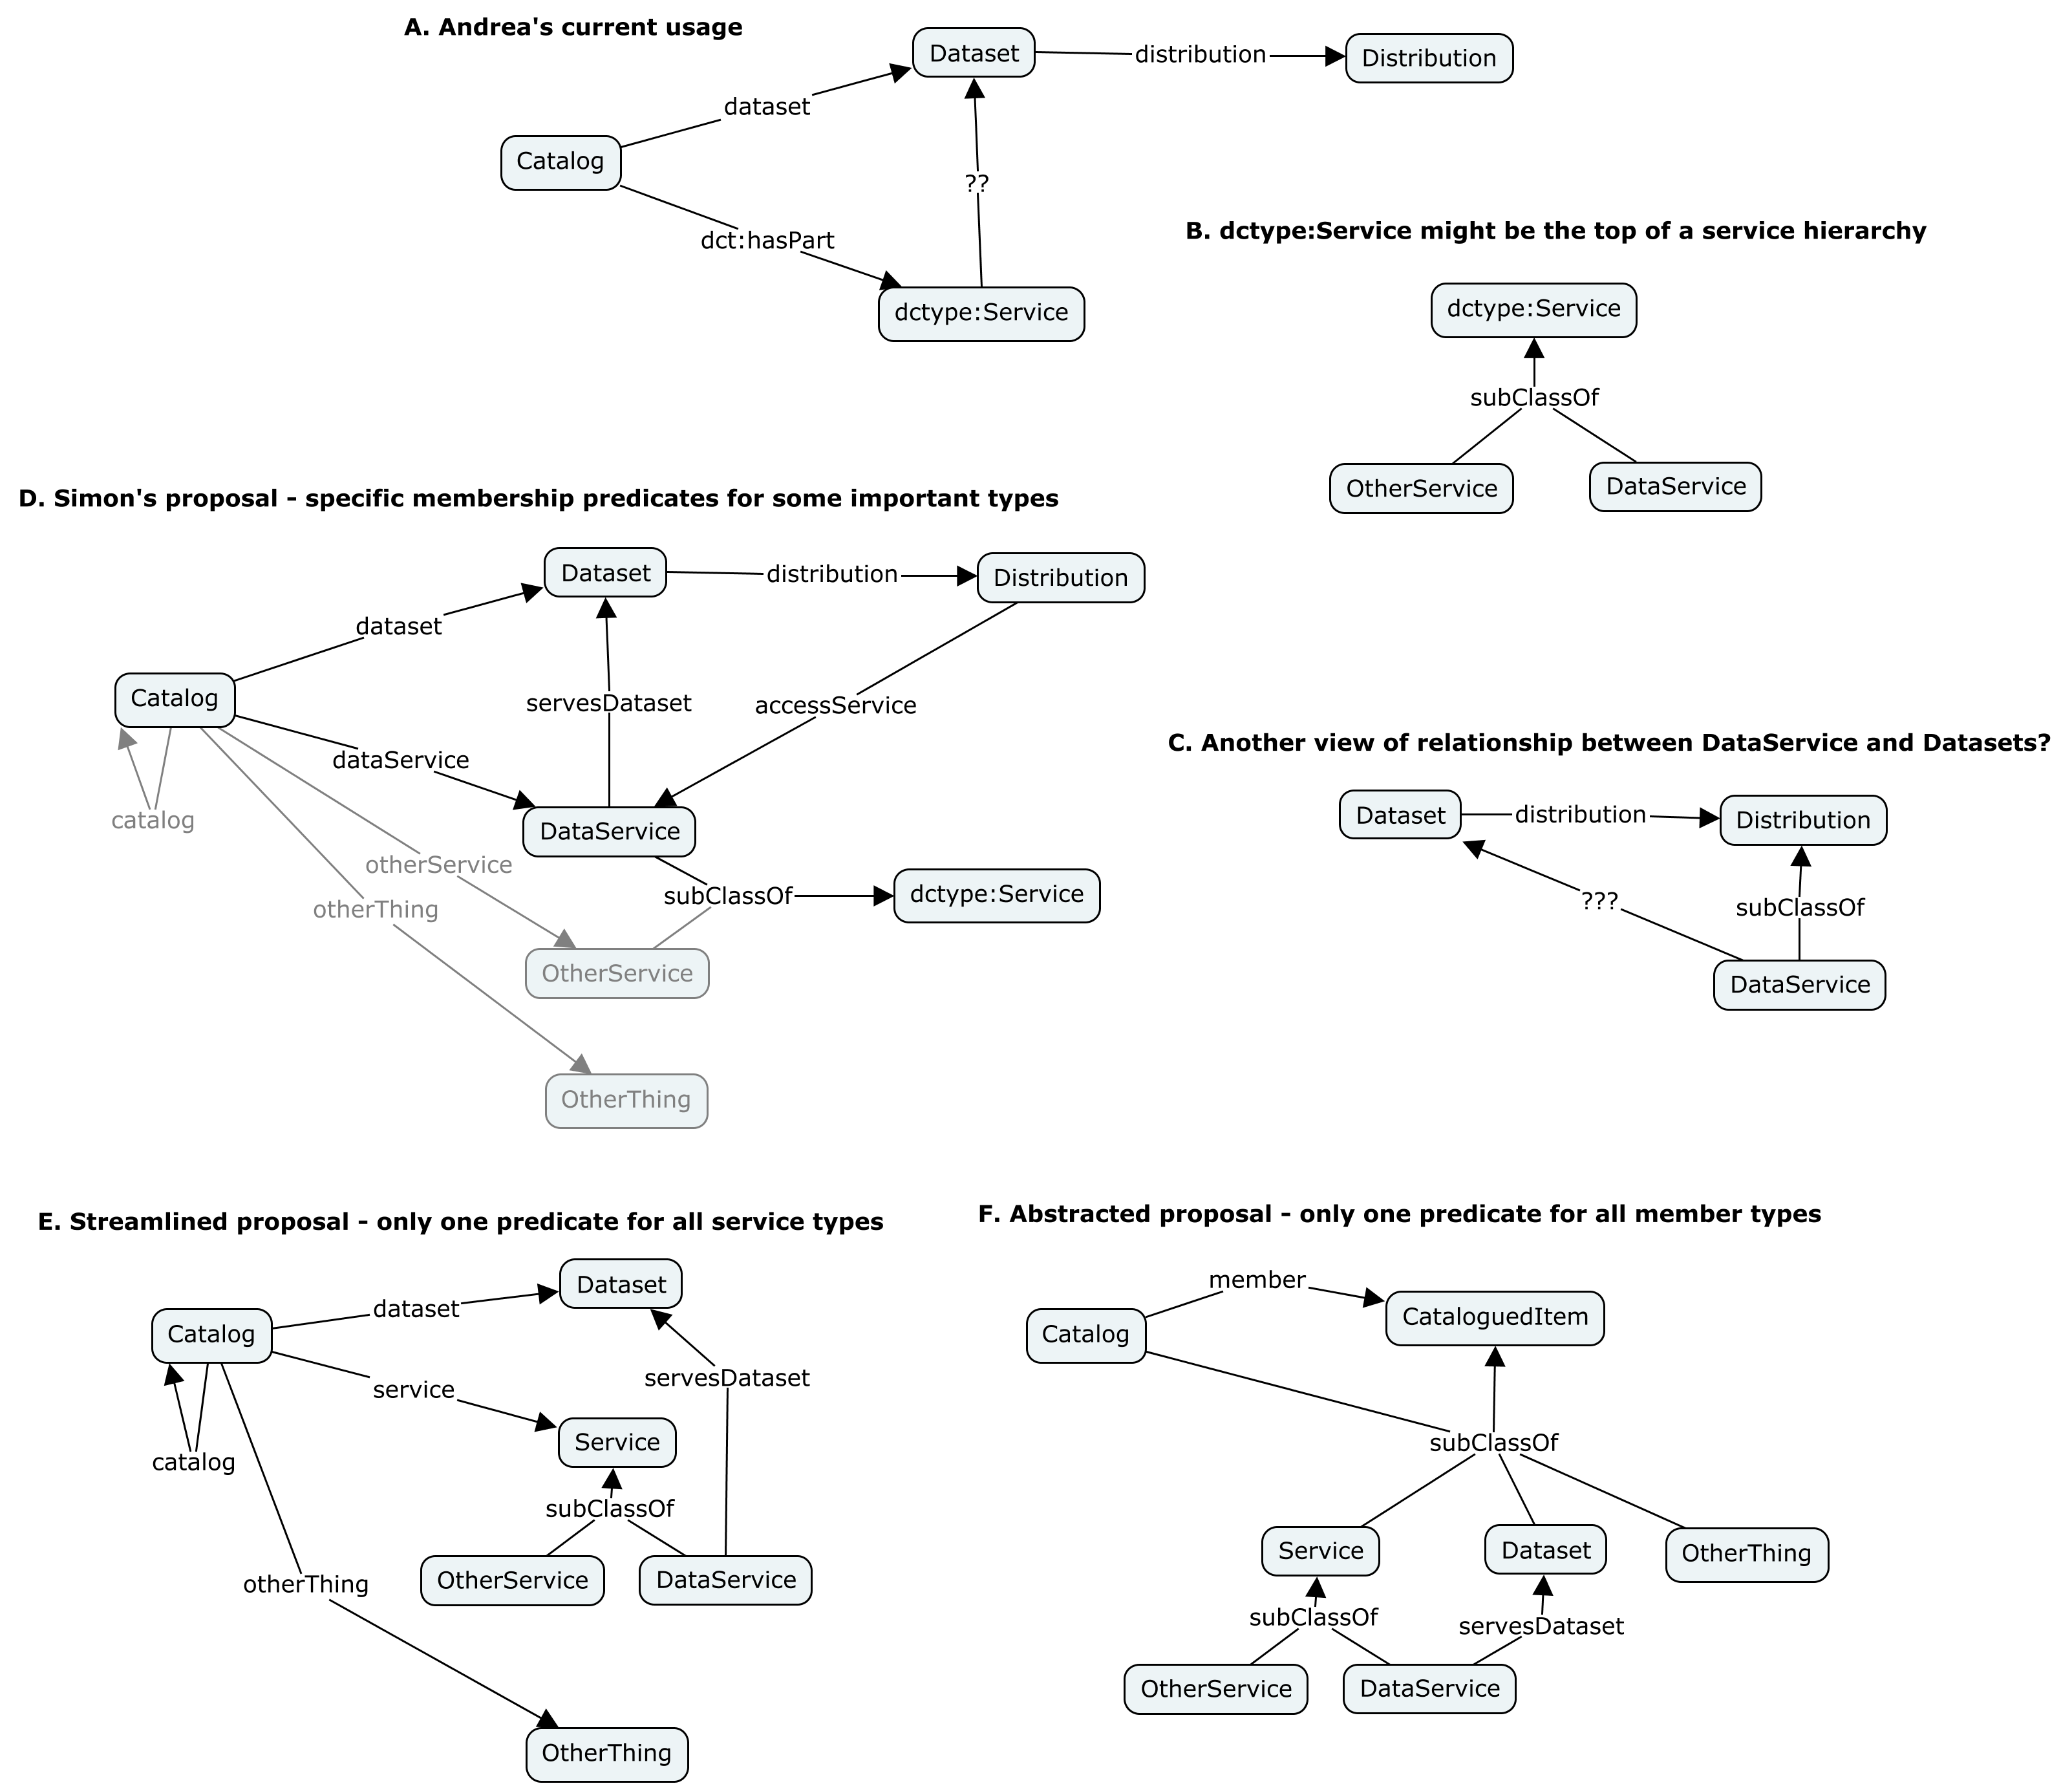 A. Andrea's current usage
Dataset
distribution
Distribution
dataset
Catalog
??
dct:hasPart
dctype:Service
B. dctype:Service might be the top of a service hierarchy
dctype:Service
subClassOf
OtherService
DataService
D. Simon's proposal - specific membership predicates for some important types
Dataset
distribution
Distribution
dataset
Catalog
servesDataset
accessService
dataService
catalog
DataService
otherService
otherThing
subClassOf
dctype:Service
OtherService
OtherThing
C. Another view of relationship between DataService and Datasets?
Dataset
distribution
Distribution
???
subClassOf
DataService
E. Streamlined proposal - only one predicate for all service types
Dataset
dataset
Catalog
servesDataset
service
Service
catalog
subClassOf
OtherService
DataService
otherThing
OtherThing
F. Abstracted proposal - only one predicate for all member types
member
CataloguedItem
Catalog
subClassOf
Service
Dataset
OtherThing
subClassOf
servesDataset
OtherService
DataService